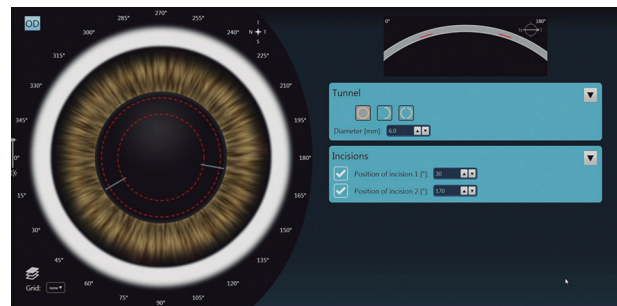 OD
270°
285°
255°
300°
240°
315°
225°
330°
210°
345°
195°
0°
180°
15°
165°
30°
150°
45°
135°
60°
120°
75°
105°
90°
I
N T
S
Grid: none
0°
180°
N T
Tunnel
Diameter [mm] 6.0
Incisions
Position of incision 1 [°]: 30
Position of incision 2 [°]: 170